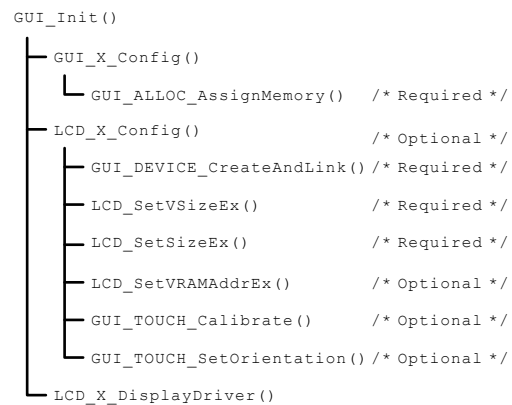 GUI_Init()
GUI_X_Config()
GUI_ALLOC_AssignMemory() /* Required */
LCD_X_Config() /* Optional */
GUI_DEVICE_CreateAndLink() /* Required */
LCD_SetVSizeEx() /* Required */
LCD_SetSizeEx() /* Required */
LCD_SetVRAMAddrEx() /* Optional */
GUI_TOUCH_Calibrate() /* Optional */
GUI_TOUCH_SetOrientation() /* Optional */
LCD_X_DisplayDriver()